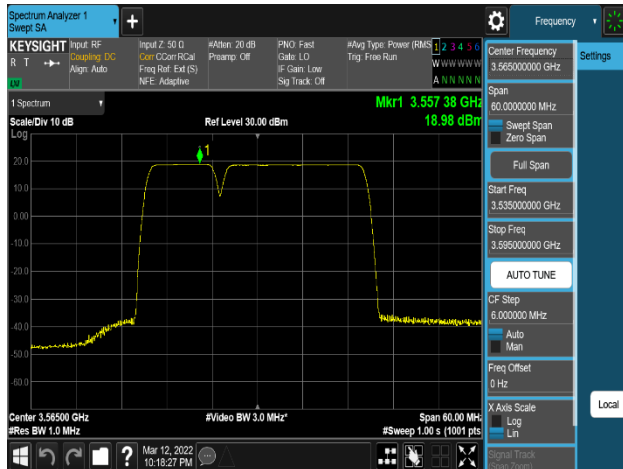 Spectrum Analyzer 1
Swept SA
+
Frequency
KEYSIGHT
R T
Input: RF
Coupling: DC
Align: Auto
Input Z: 50 Ω
Corr CCorr RCal
Freq Ref: Ext (S)
NFE: Adaptive
#Atten: 20 dB
Preamp: Off
PNO: Fast
Gate: LO
IF Gain: Low
Sig Track: Off
#Avg Type: Power (RMS
Trig: Free Run
1 2 3 4 5 6
W W W W W W
A N N N N N
1 Spectrum
Scale/Div 10 dB
Ref Level 30.00 dBm
Mkr1 3.557 38 GHz
18.98 dBm
Log
1
20.0
10.0
0.00
-10.0
-20.0
-30.0
-40.0
-50.0
-60.0
Center 3.56500 GHz
#Res BW 1.0 MHz
#Video BW 3.0 MHz*
Span 60.00 MHz
#Sweep 1.00 s (1001 pts
?
Mar 12, 2022
10:18:27 PM
Center Frequency
3.565000000 GHz
Span
60.0000000 MHz
Swept Span
Zero Span
Full Span
Start Freq
3.535000000 GHz
Stop Freq
3.595000000 GHz
AUTO TUNE
CF Step
6.000000 MHz
Auto
Man
Freq Offset
0 Hz
X Axis Scale
Log
Lin
Signal Track
(Span Zoom)
Settings
Local